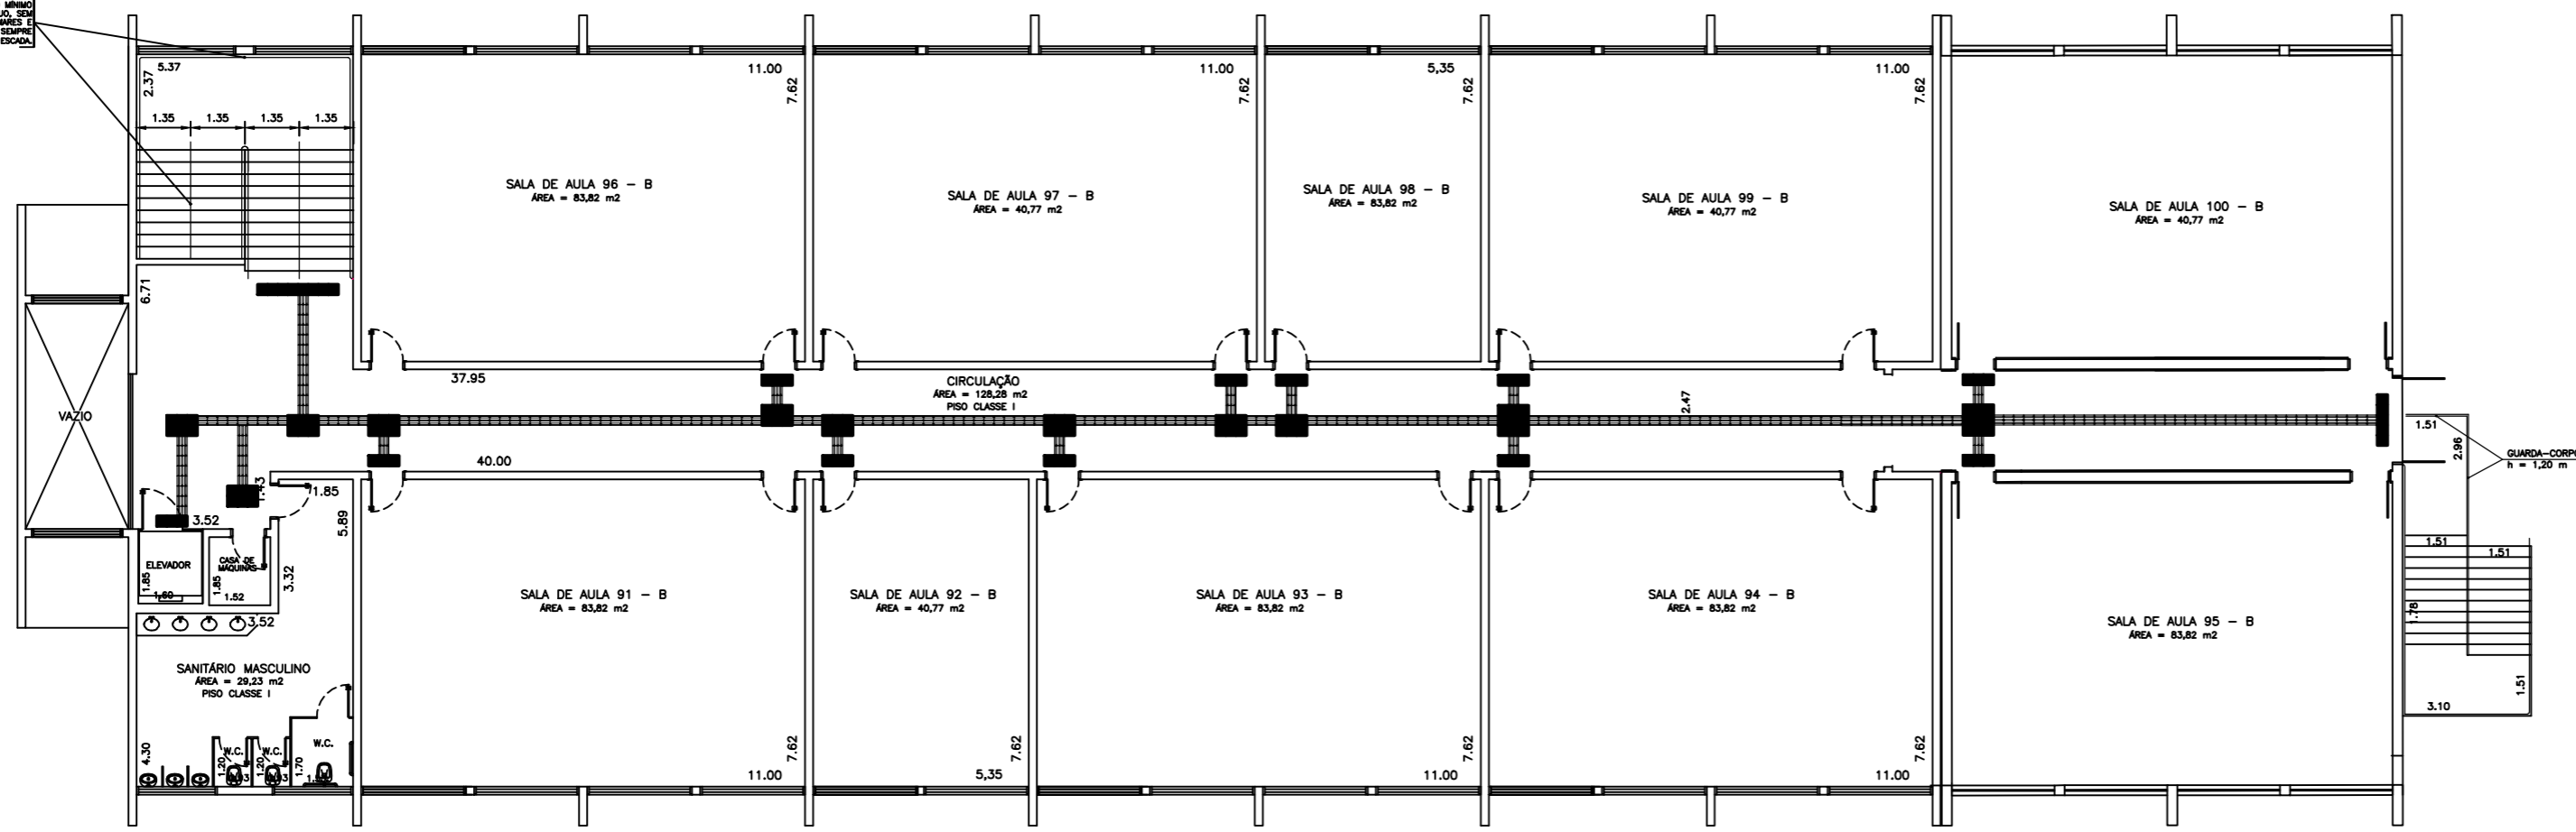 MÍNIMO
SEM
MARES E
SEMPRE
ESCADA.
5.37
2.37
1.35
1.35
1.35
1.35
6.71
11.00
7.62
SALA DE AULA 96 – B
ÁREA = 83,82 m2
11.00
7.62
SALA DE AULA 97 – B
ÁREA = 40,77 m2
5,35
7.62
SALA DE AULA 98 – B
ÁREA = 83,82 m2
11.00
7.62
SALA DE AULA 99 – B
ÁREA = 40,77 m2
SALA DE AULA 100 – B
ÁREA = 40,77 m2
VAZIO
37.95
CIRCULAÇÃO
ÁREA = 128,28 m2
PISO CLASSE I
2.47
40.00
1.51
2.96
GUARDA-CORPO
h = 1,20 m
1.43
1.85
3.52
5.89
ELEVADOR
1.85
1.60
CASA DE
MÁQUINAS
1.85
1.52
3.32
3.52
SANITÁRIO MASCULINO
ÁREA = 29,23 m2
PISO CLASSE I
4.30
W.C.
1.20
W.C.
1.20
W.C.
1.70
SALA DE AULA 91 – B
ÁREA = 83,82 m2
11.00
7.62
SALA DE AULA 92 – B
ÁREA = 40,77 m2
5,35
7.62
SALA DE AULA 93 – B
ÁREA = 83,82 m2
11.00
7.62
SALA DE AULA 94 – B
ÁREA = 83,82 m2
11.00
7.62
SALA DE AULA 95 – B
ÁREA = 83,82 m2
1.51
1.51
1.78
1.51
3.10